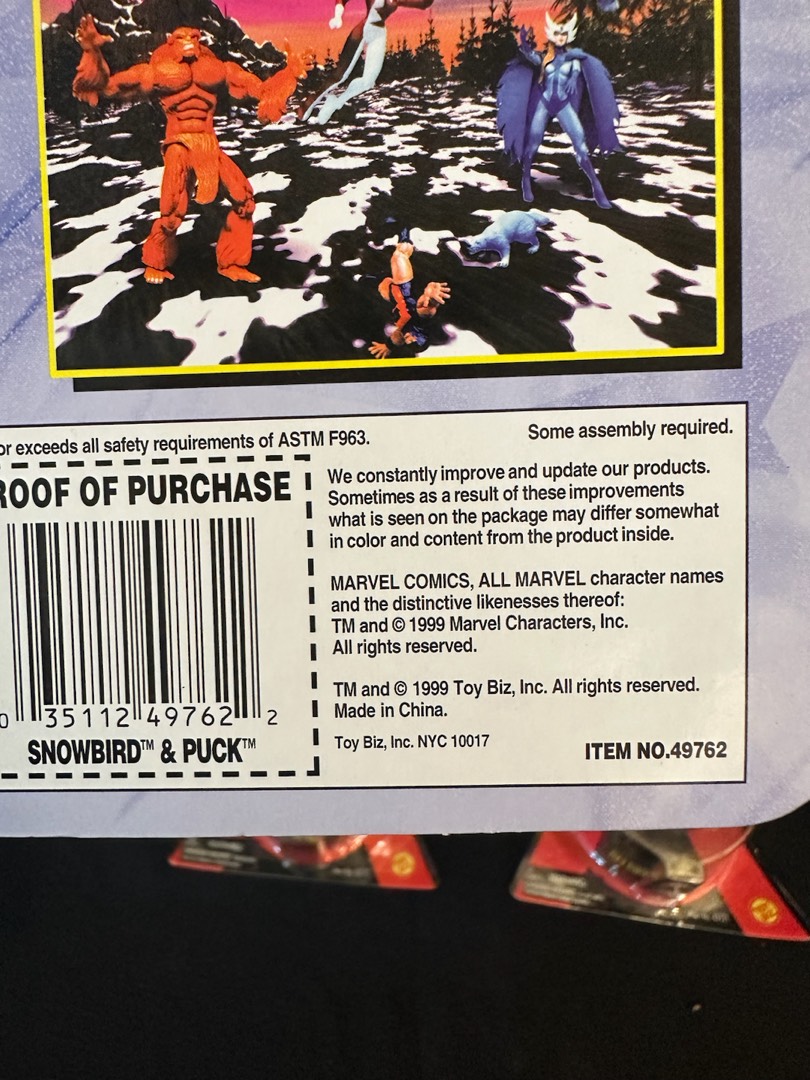 or exceeds all safety requirements of ASTM F963.
Some assembly required.
ROOF OF PURCHASE
We constantly improve and update our products.
Sometimes as a result of these improvements
what is seen on the package may differ somewhat
in color and content from the product inside.
MARVEL COMICS, ALL MARVEL character names
and the distinctive likenesses thereof:
TM and © 1999 Marvel Characters, Inc.
All rights reserved.
TM and © 1999 Toy Biz, Inc. All rights reserved.
Made in China.
Toy Biz, Inc. NYC 10017
ITEM NO.49762
0 35112 49762 2
SNOWBIRD™ & PUCK™